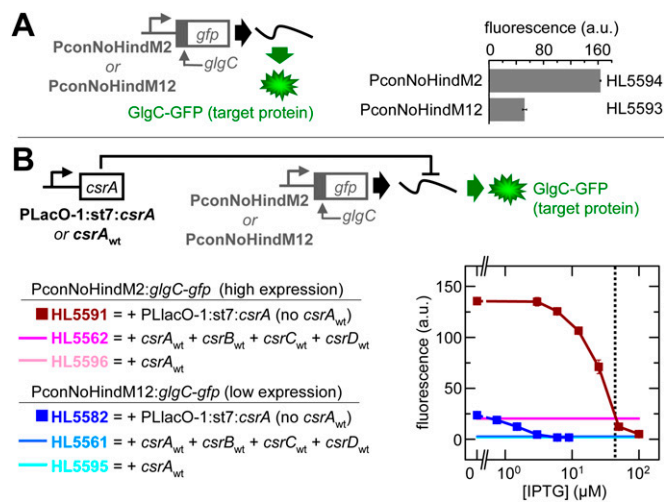 A
PconNoHindM2
or
PconNoHindM12
gfp
glgC
GlgC-GFP (target protein)
fluorescence (a.u.)
0 80 160
PconNoHindM2
HL5594
PconNoHindM12
HL5593
B
csrA
PLacO-1:st7:csrA
or csrAwt
PconNoHindM2
or
PconNoHindM12
gfp
glgC
GlgC-GFP
(target protein)
PconNoHindM2:glgC-gfp (high expression)
HL5591 = + PLlacO-1:st7:csrA (no csrAwt)
HL5562 = + csrAwt + csrBwt + csrCwt + csrDwt
HL5596 = + csrAwt
PconNoHindM12:glgC-gfp (low expression)
HL5582 = + PLlacO-1:st7:csrA (no csrAwt)
HL5561 = + csrAwt + csrBwt + csrCwt + csrDwt
HL5595 = + csrAwt
fluorescence (a.u.)
150
125
75
50
25
0
0 10⁰ 10¹ 10²
[IPTG] (µM)